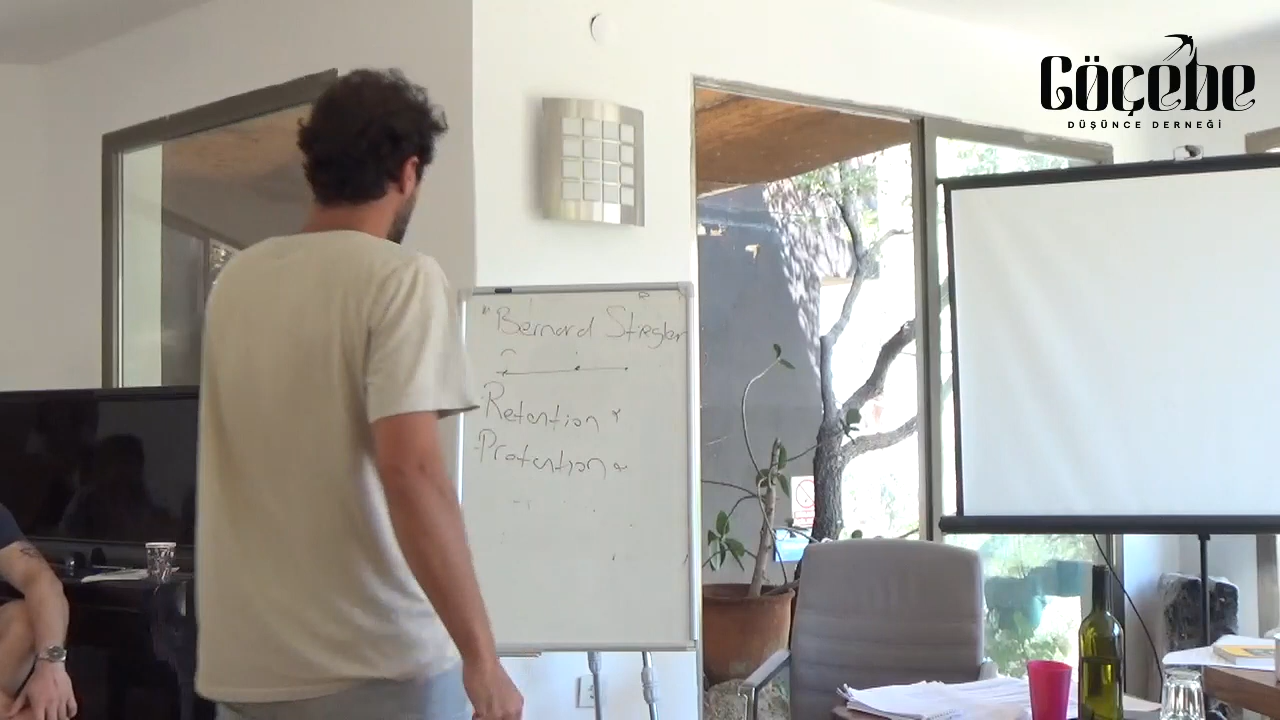 Göçebe
DÜŞÜNCE DERNEĞİ
"Bernard Stiegler
Retention
Protention